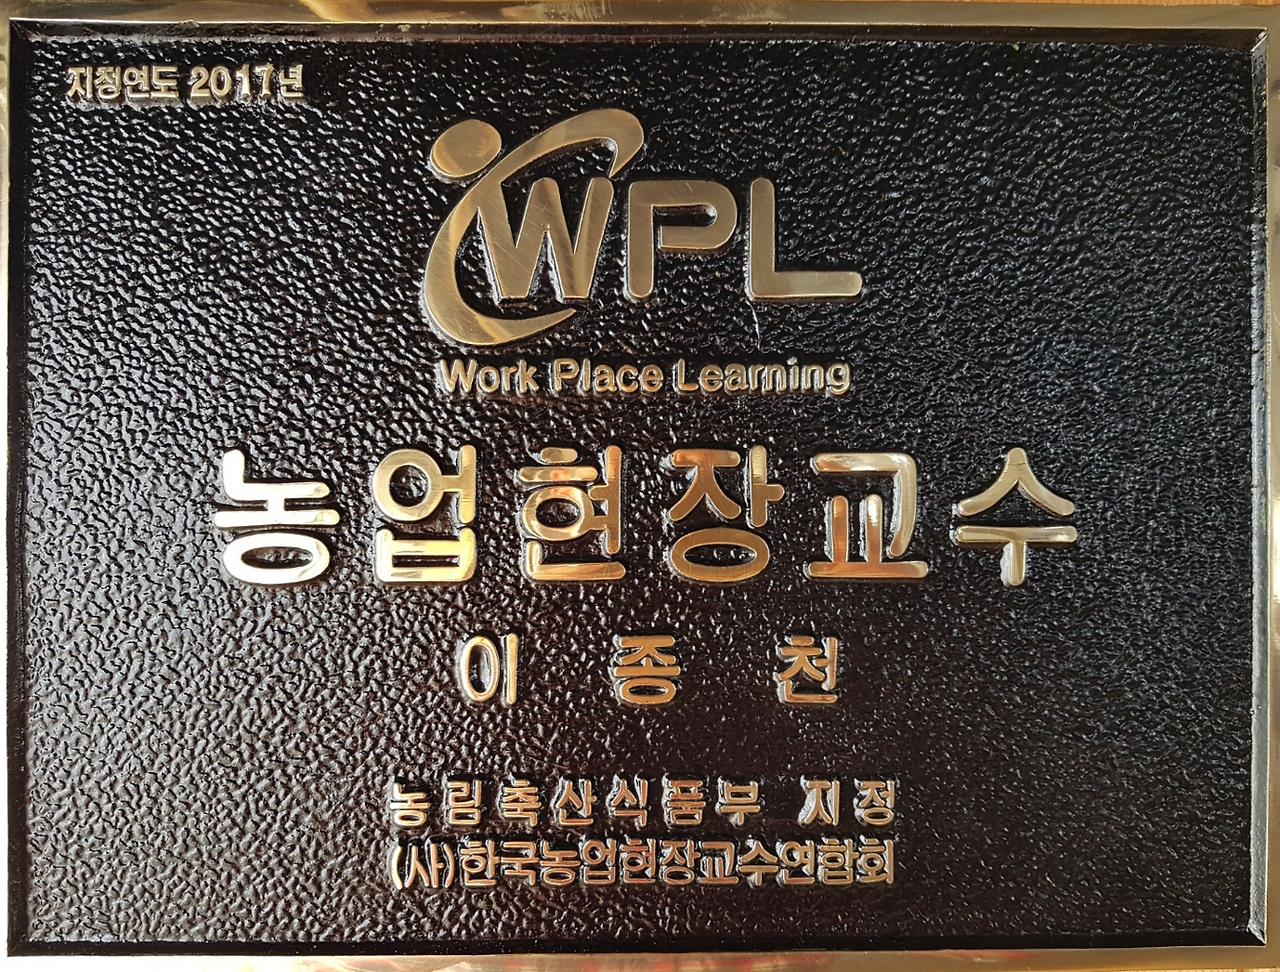 지정연도 2017년
WPL
Work Place Learning
농업현장교수
이종천
농림축산식품부 지정
(사)한국농업현장교수연합회